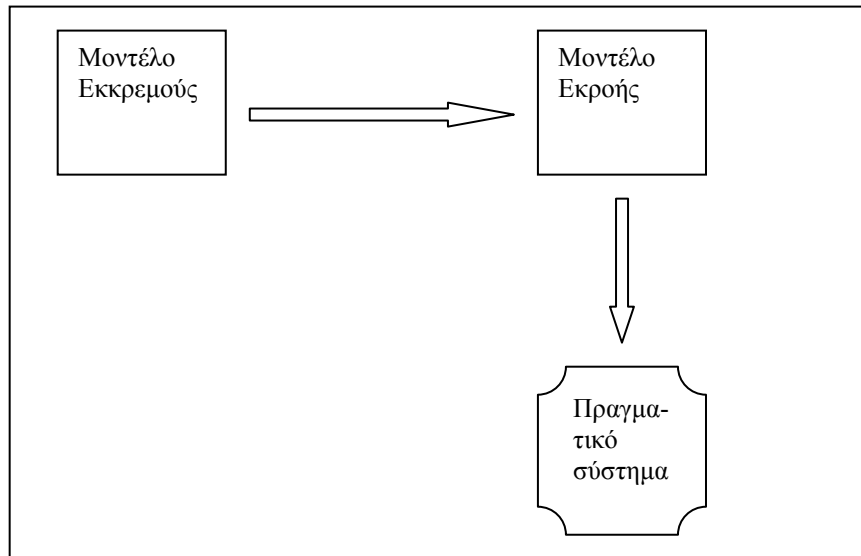 Μοντέλο
Εκκρεμούς
Μοντέλο
Εκροής
Πραγμα-
τικό
σύστημα